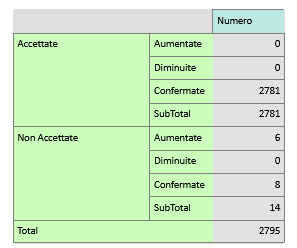 Numero
Accettate Aumentate 0
Diminuite 0
Confermate 2781
SubTotal 2781
Non Accettate Aumentate 6
Diminuite 0
Confermate 8
SubTotal 14
Total 2795